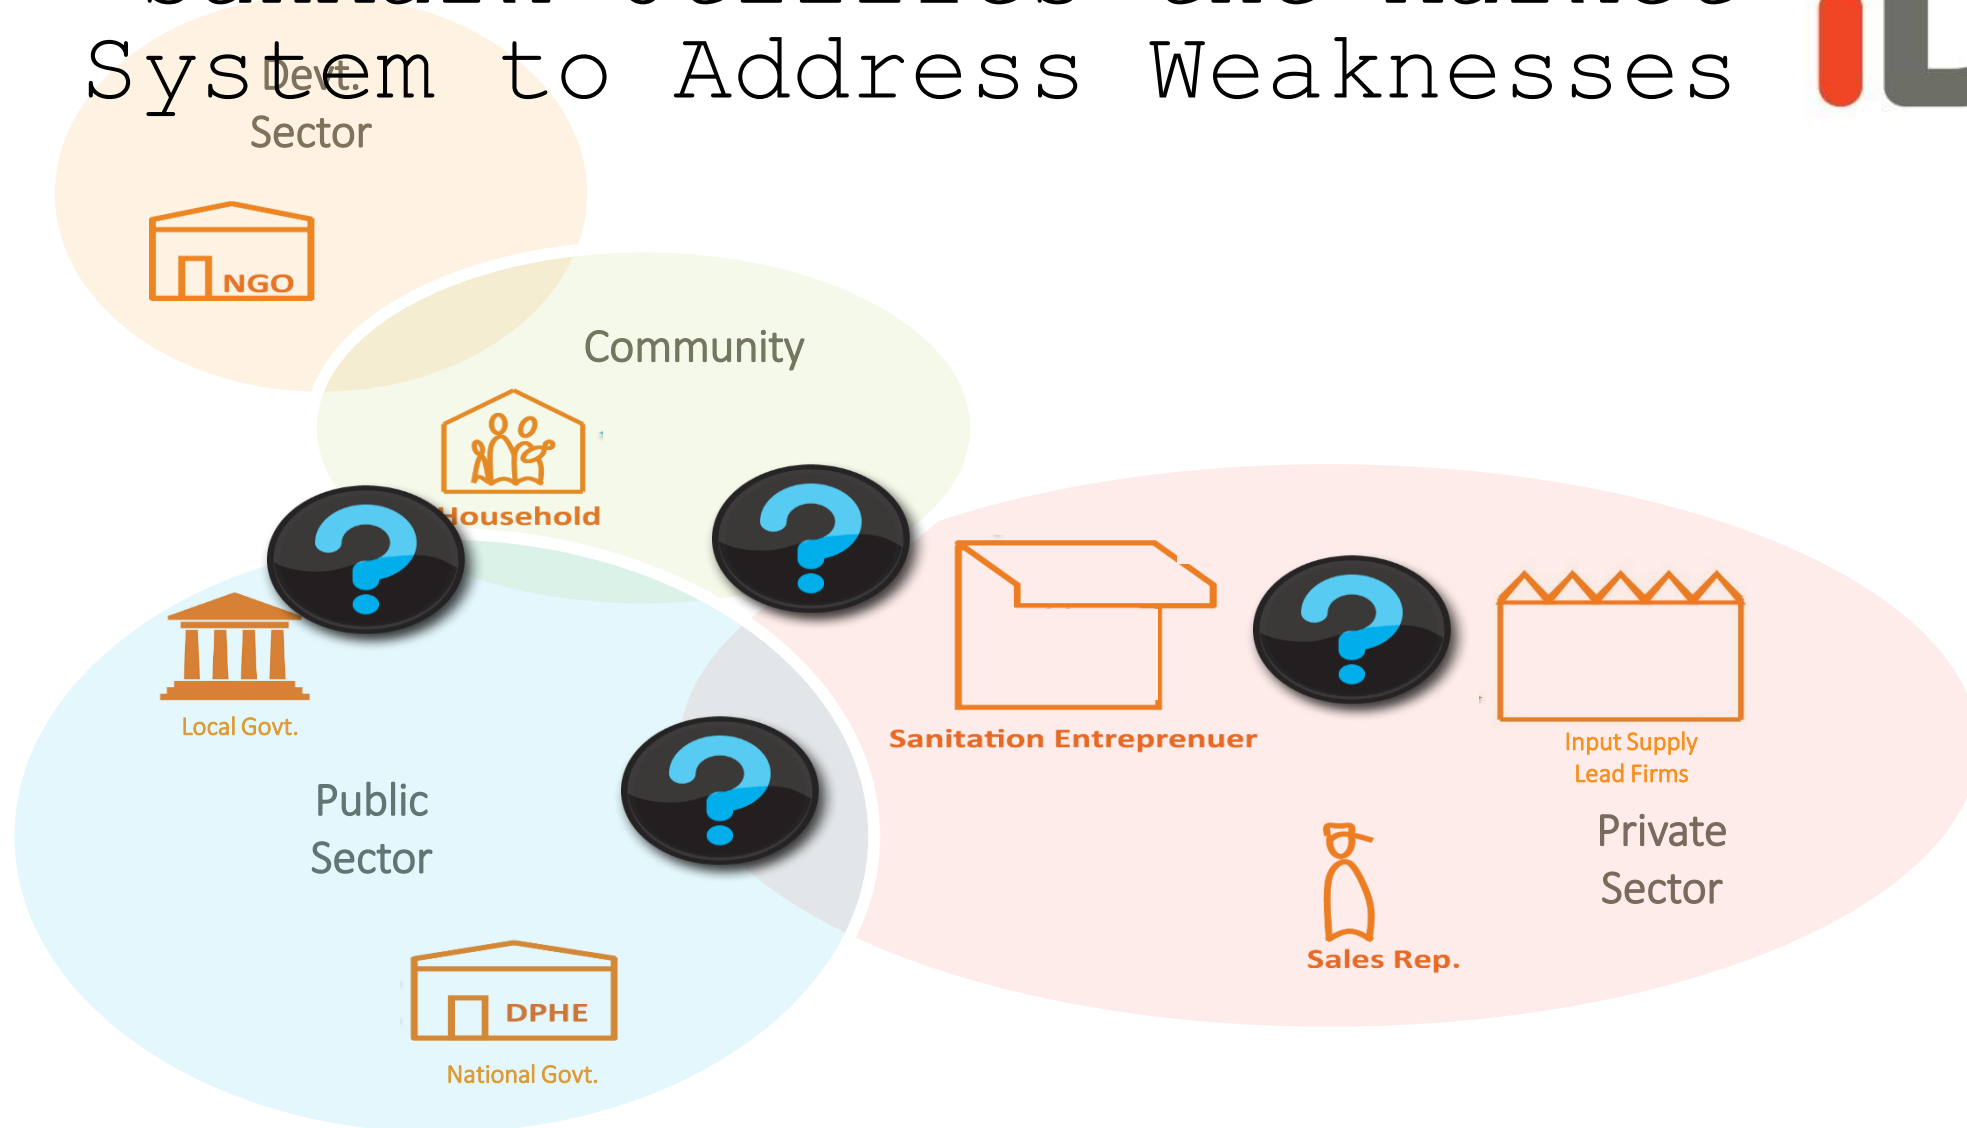 System to Address Weaknesses
Devt.
Sector
NGO
Community
Household
Local Govt.
Public
Sector
DPHE
National Govt.
Sanitation Entreprenuer
Input Supply
Lead Firms
Private
Sector
Sales Rep.